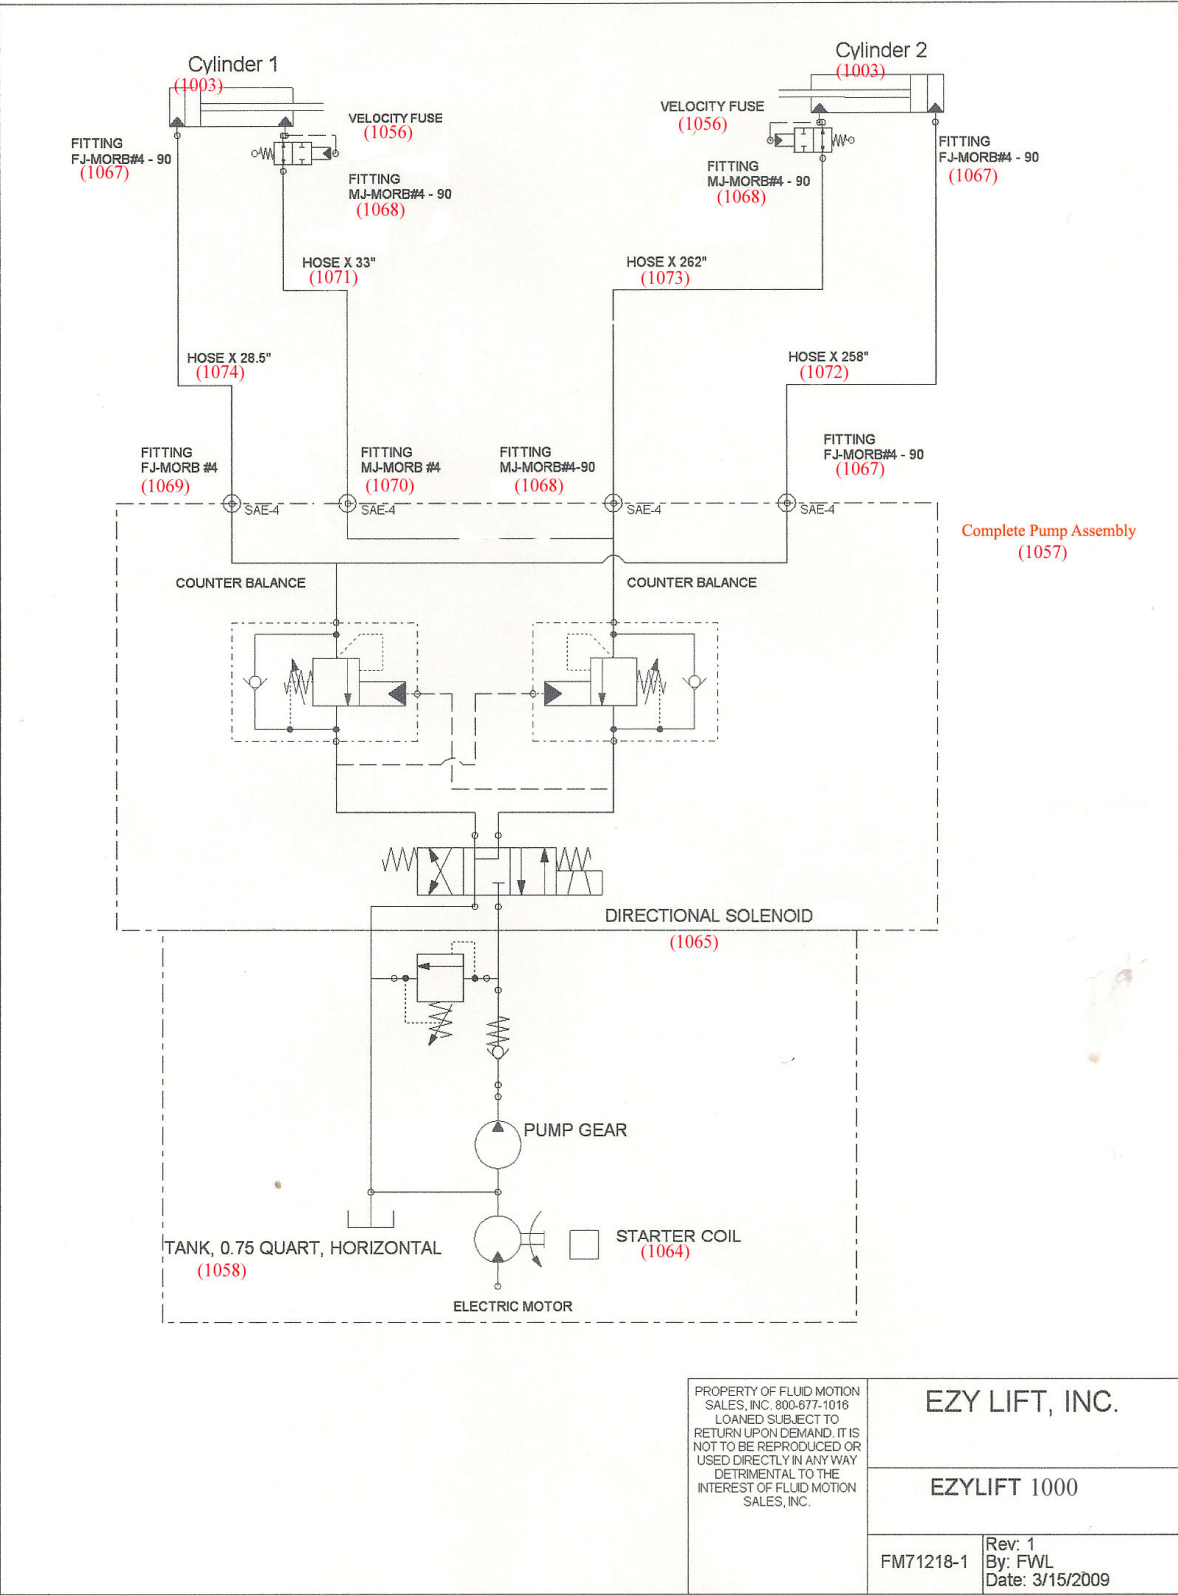 Cylinder 1
(1003)
Cylinder 2
(1003)
VELOCITY FUSE
(1056)
VELOCITY FUSE
(1056)
FITTING
FJ-MORB#4 - 90
(1067)
FITTING
MJ-MORB#4 - 90
(1068)
FITTING
MJ-MORB#4 - 90
(1068)
FITTING
FJ-MORB#4 - 90
(1067)
HOSE X 33"
(1071)
HOSE X 262"
(1073)
HOSE X 28.5"
(1074)
HOSE X 258"
(1072)
FITTING
FJ-MORB #4
(1069)
FITTING
MJ-MORB #4
(1070)
FITTING
MJ-MORB#4-90
(1068)
FITTING
FJ-MORB#4 - 90
(1067)
SAE-4
SAE-4
SAE-4
SAE-4
Complete Pump Assembly
(1057)
COUNTER BALANCE
COUNTER BALANCE
DIRECTIONAL SOLENOID
(1065)
PUMP GEAR
TANK, 0.75 QUART, HORIZONTAL
(1058)
STARTER COIL
(1064)
ELECTRIC MOTOR
PROPERTY OF FLUID MOTION
SALES, INC. 800-677-1016
LOANED SUBJECT TO
RETURN UPON DEMAND. IT IS
NOT TO BE REPRODUCED OR
USED DIRECTLY IN ANY WAY
DETRIMENTAL TO THE
INTEREST OF FLUID MOTION
SALES, INC.
EZY LIFT, INC.
EZYLIFT 1000
FM71218-1
Rev: 1
By: FWL
Date: 3/15/2009